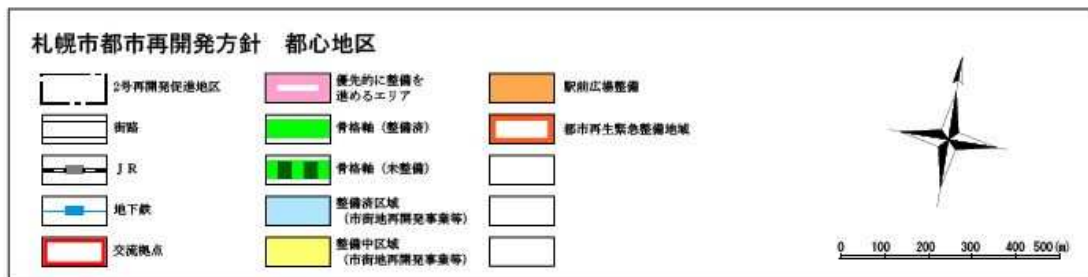 札幌市都市再開発方針　都心地区
2号再開発促進地区
街路
ＪＲ
地下鉄
交流拠点
優先的に整備を
進めるエリア
骨格軸（整備済）
骨格軸（未整備）
整備済区域
（市街地再開発事業等）
整備中区域
（市街地再開発事業等）
駅前広場整備
都市再生緊急整備地域
0 100 200 300 400 500(m)